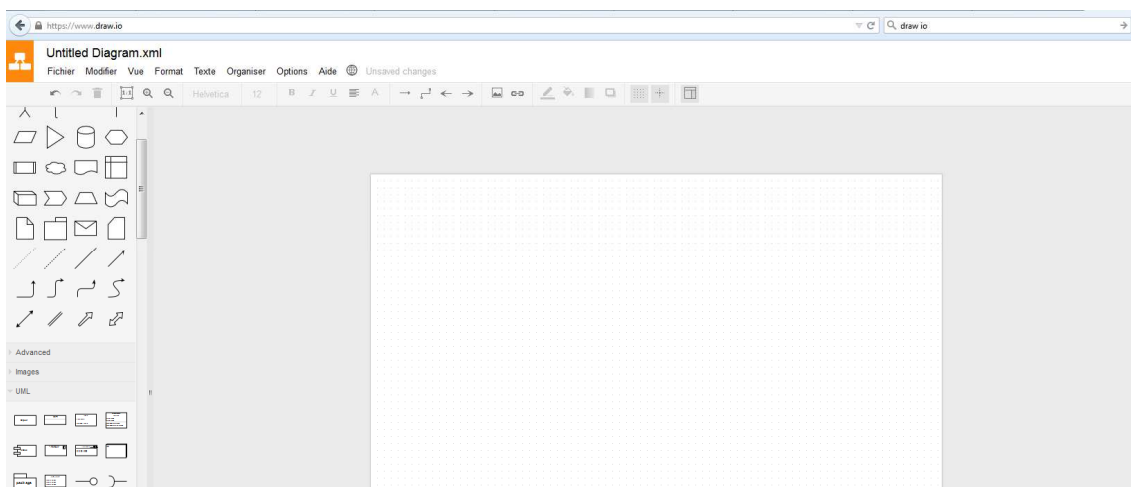 https://www.draw.io
draw io
Untitled Diagram.xml
Fichier Modifier Vue Format Texte Organiser Options Aide Unsaved changes
Helvetica 12 B I U A
Advanced
Images
UML
package